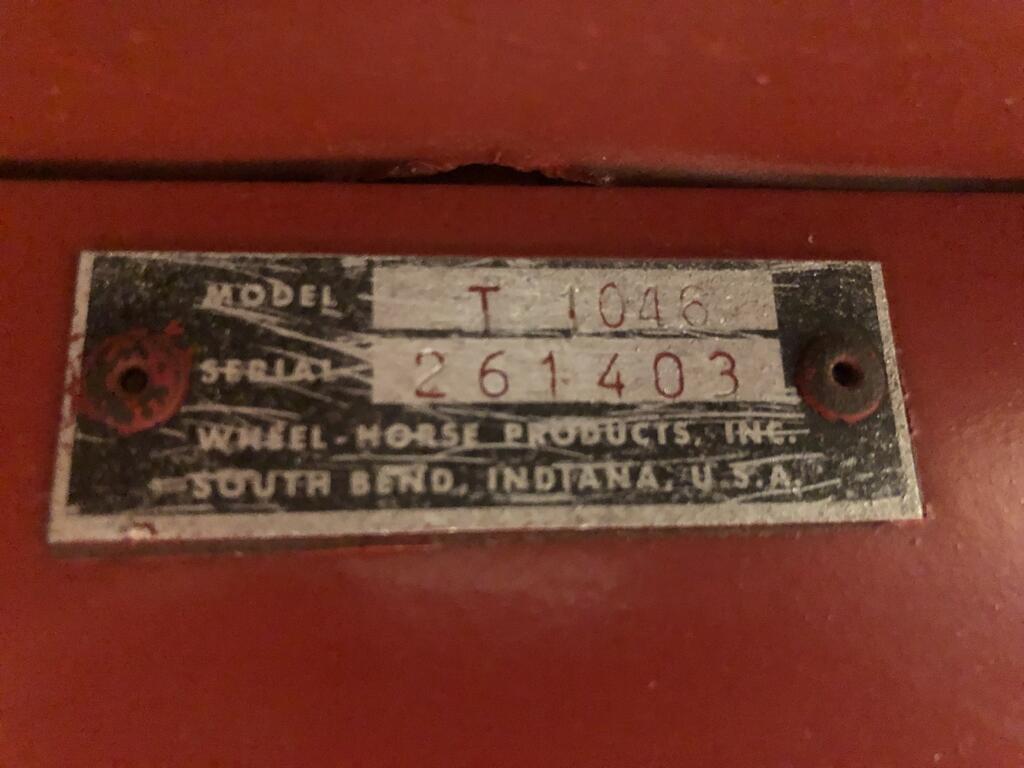 MODEL T 1046
SERIAL 261403
WHEEL-HORSE PRODUCTS, INC.
SOUTH BEND, INDIANA, U.S.A.